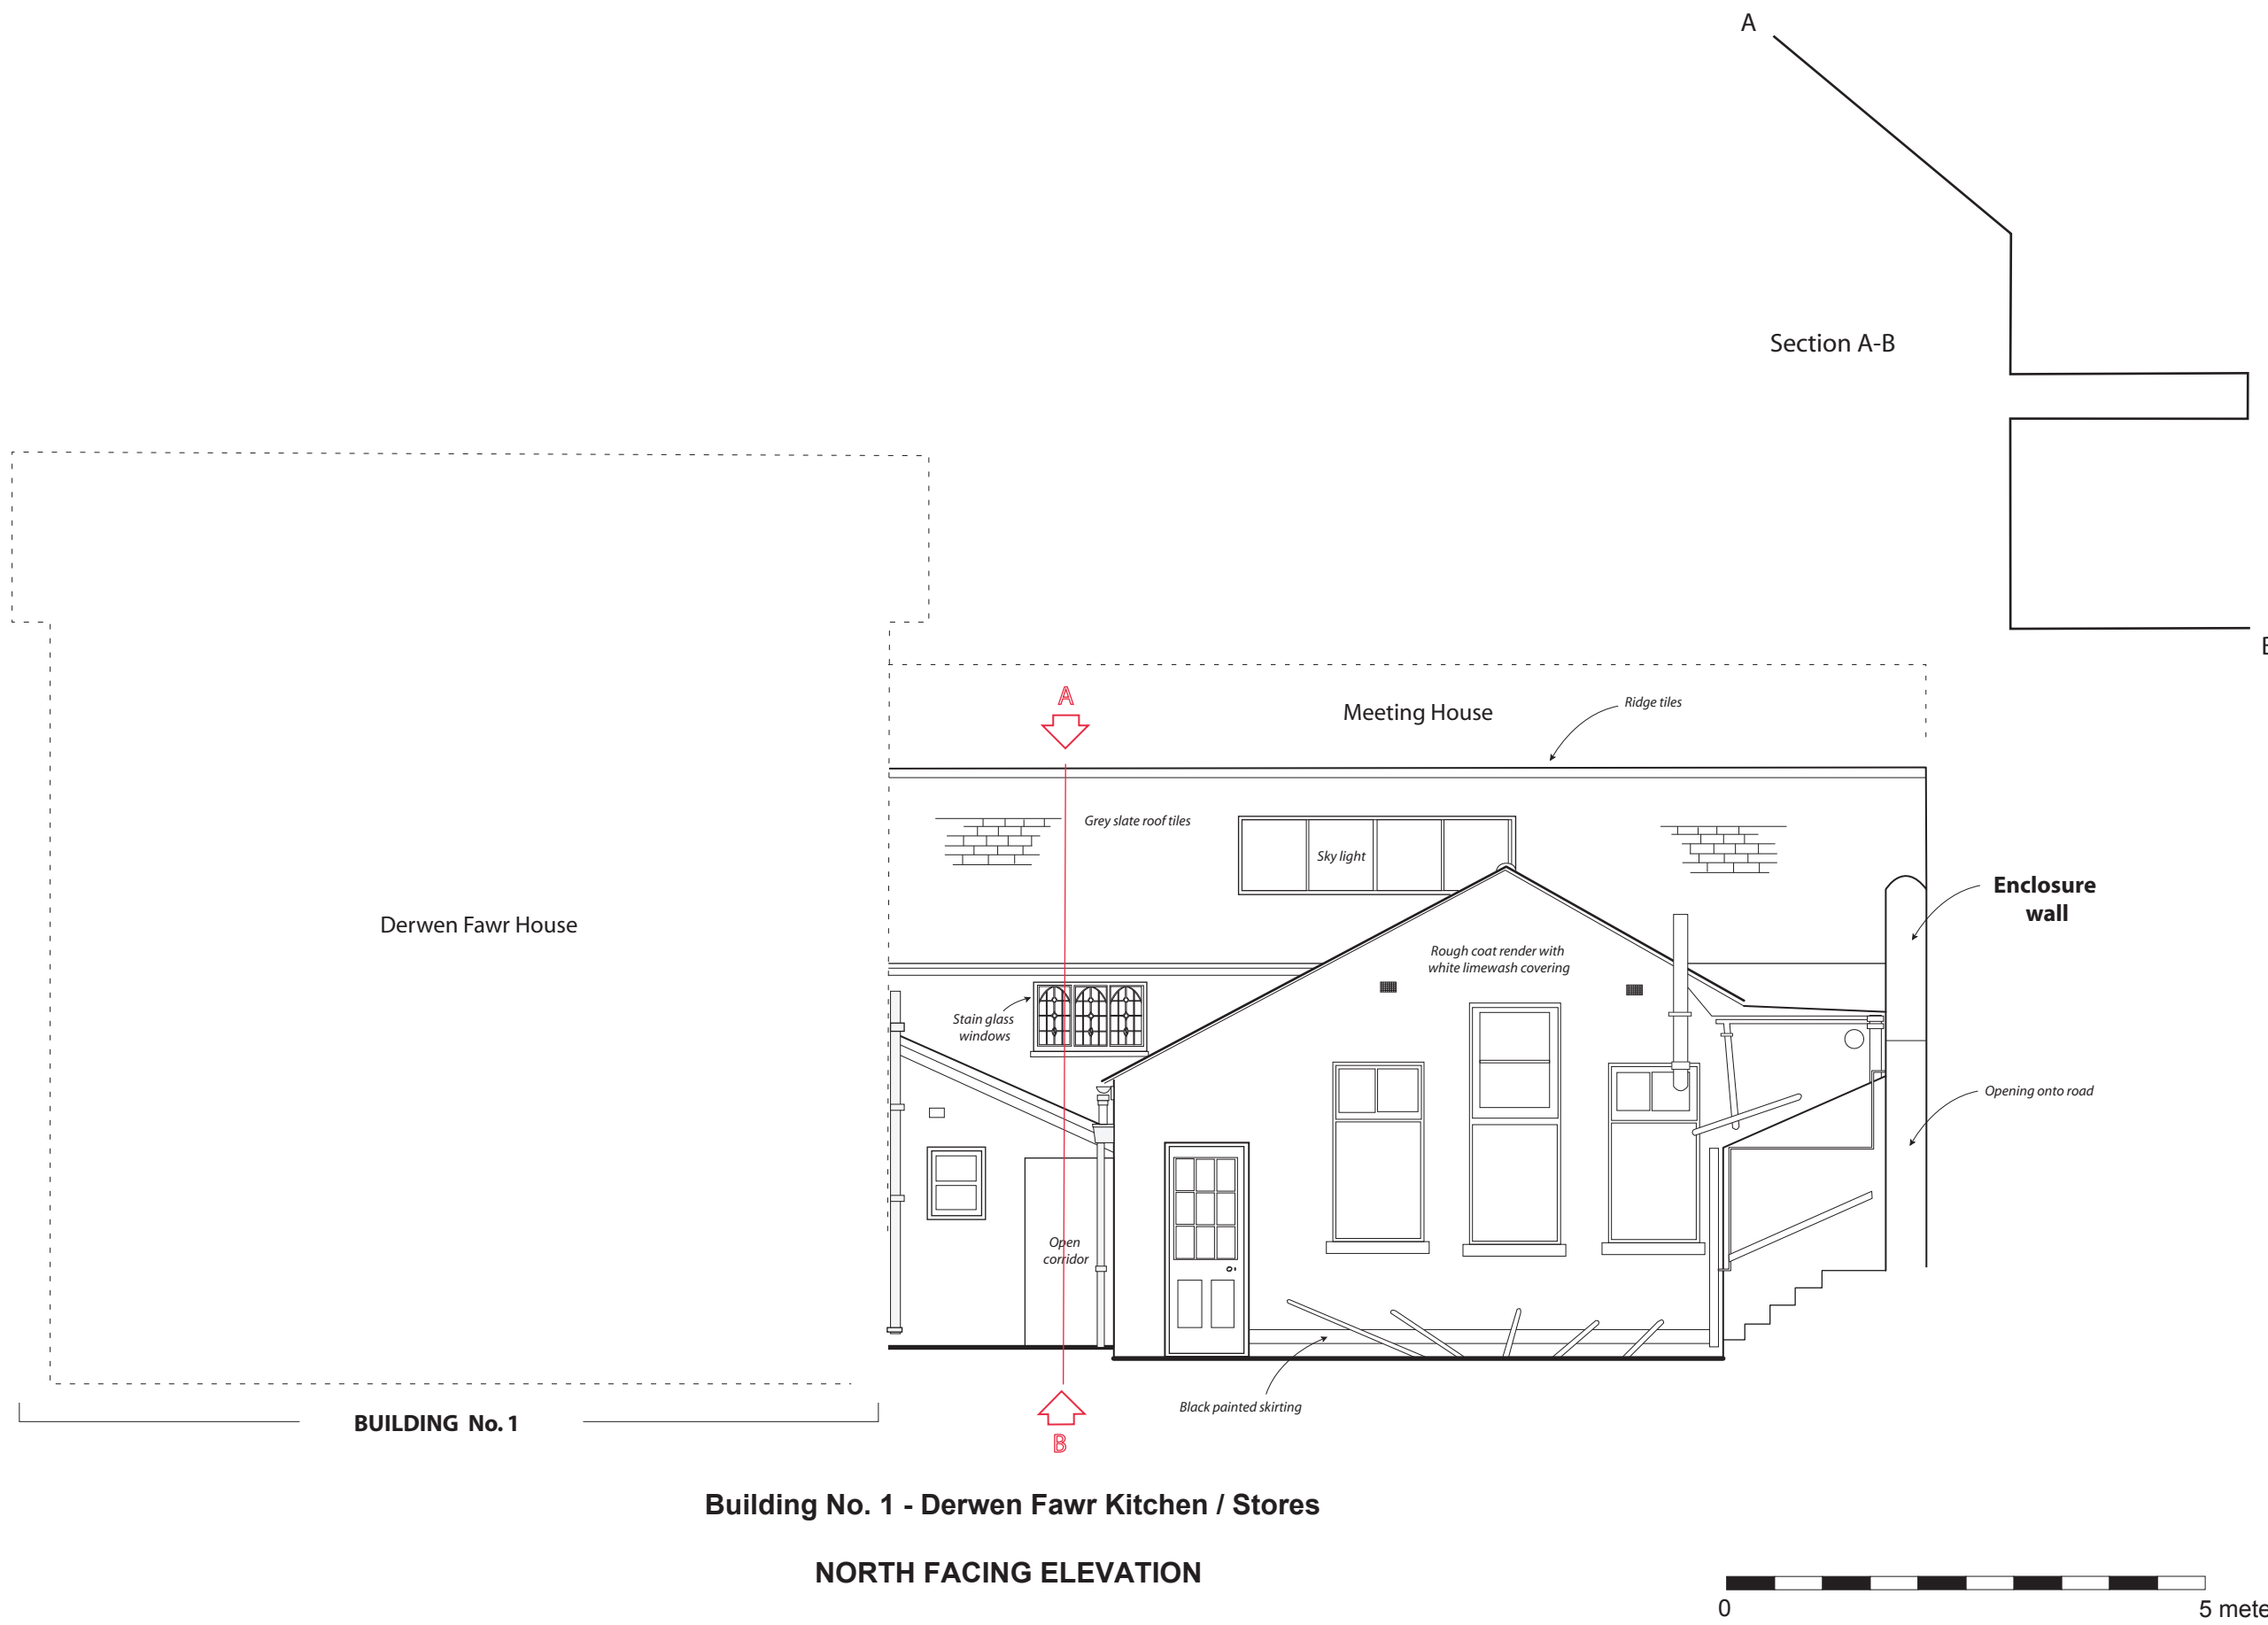 A
Section A-B
A
Meeting House
Ridge tiles
Grey slate roof tiles
Sky light
Enclosure
wall
Derwen Fawr House
Rough coat render with
white limewash covering
Stain glass
windows
Opening onto road
Open
corridor
Black painted skirting
BUILDING No. 1
B
Building No. 1 - Derwen Fawr Kitchen / Stores
NORTH FACING ELEVATION
0
5 mete